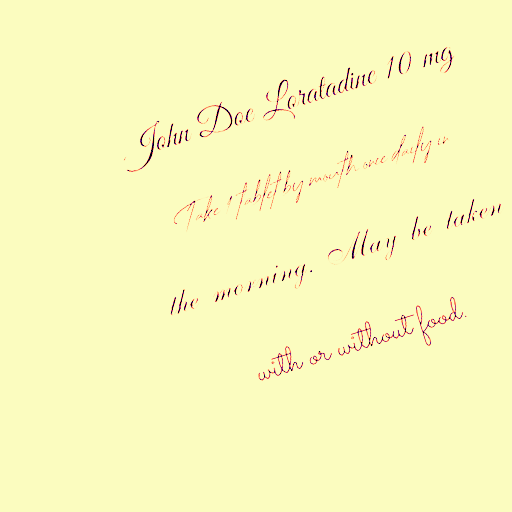 John Doe Loratadine 10 mg
Take 1 tablet by mouth one daily in
the morning. May be taken
with or without food.